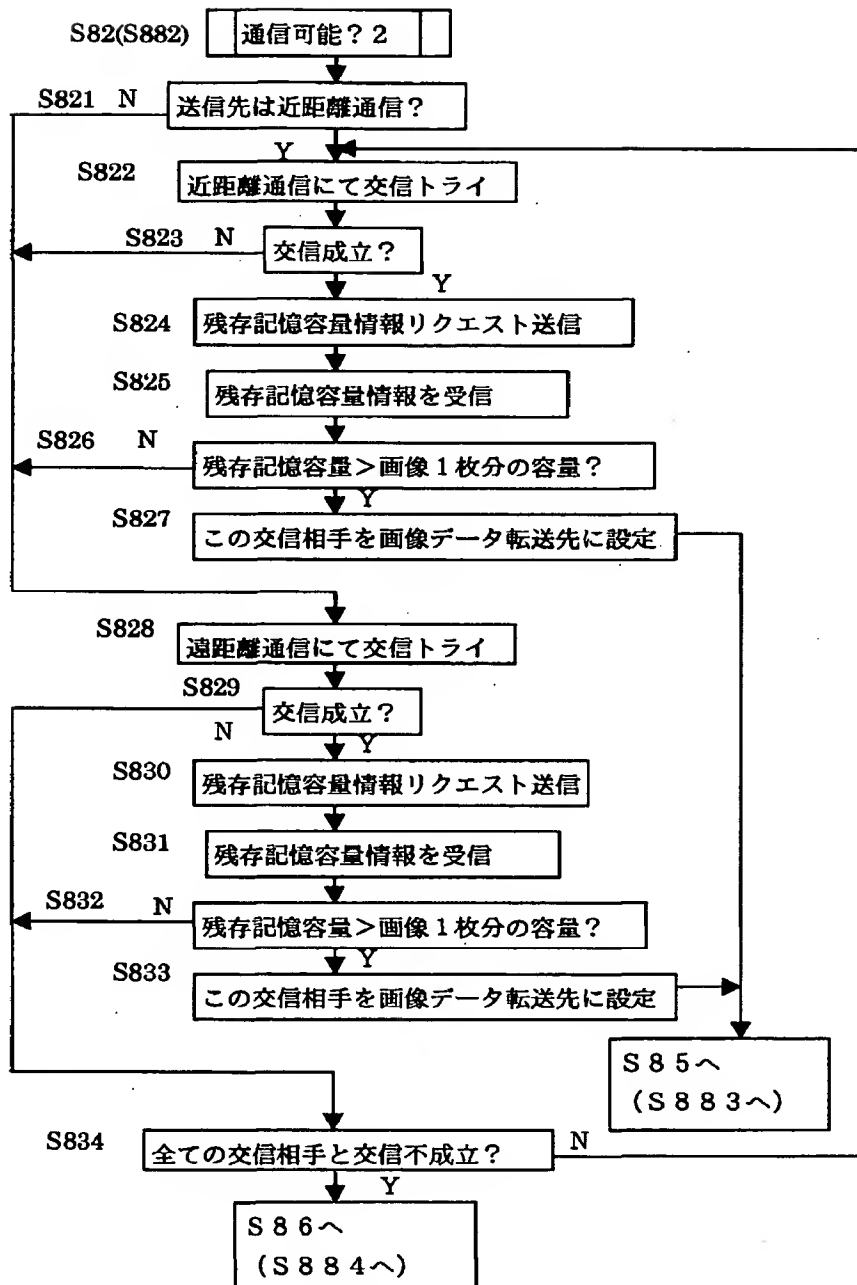 S82(S882)
通信可能？２
S821 N
送信先は近距離通信？
Y
S822
近距離通信にて交信トライ
S823 N
交信成立？
Y
S824
残存記憶容量情報リクエスト送信
S825
残存記憶容量情報を受信
S826 N
残存記憶容量＞画像１枚分の容量？
Y
S827
この交信相手を画像データ転送先に設定
S828
遠距離通信にて交信トライ
S829
交信成立？
N
Y
S830
残存記憶容量情報リクエスト送信
S831
残存記憶容量情報を受信
S832 N
残存記憶容量＞画像１枚分の容量？
Y
S833
この交信相手を画像データ転送先に設定
Ｓ８５へ
（Ｓ８８３へ）
S834
全ての交信相手と交信不成立？
N
Y
Ｓ８６へ
（Ｓ８８４へ）